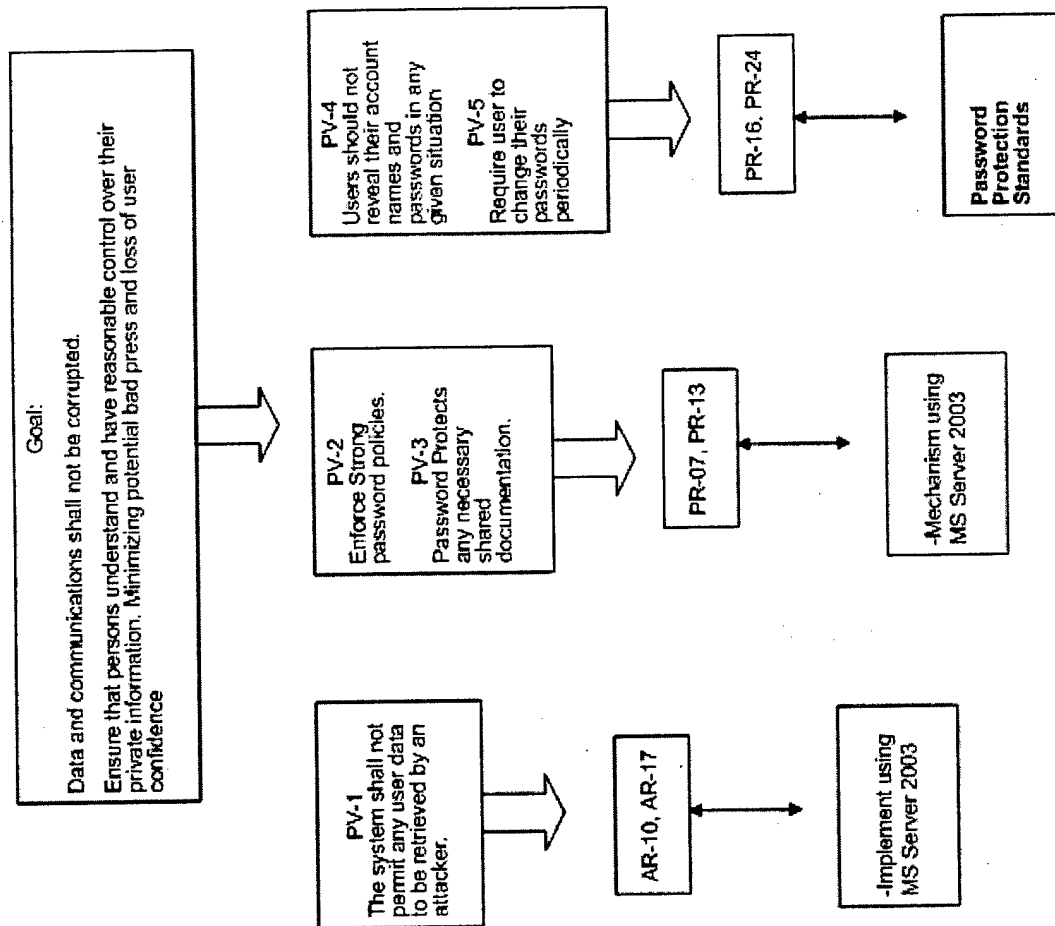 Goal:
Data and communications shall not be corrupted.
Ensure that persons understand and have reasonable control over their
private information. Minimizing potential bad press and loss of user
confidence
PV-1
The system shall not
permit any user data
to be retrieved by an
attacker.
AR-10, AR-17
-Implement using
MS Server 2003
PV-2
Enforce Strong
password policies.
PV-3
Password Protects
any necessary
shared
documentation.
PR-07, PR-13
-Mechanism using
MS Server 2003
PV-4
Users should not
reveal their account
names and
passwords in any
given situation
PV-5
Require user to
change their
passwords
periodically
PR-16, PR-24
Password
Protection
Standards